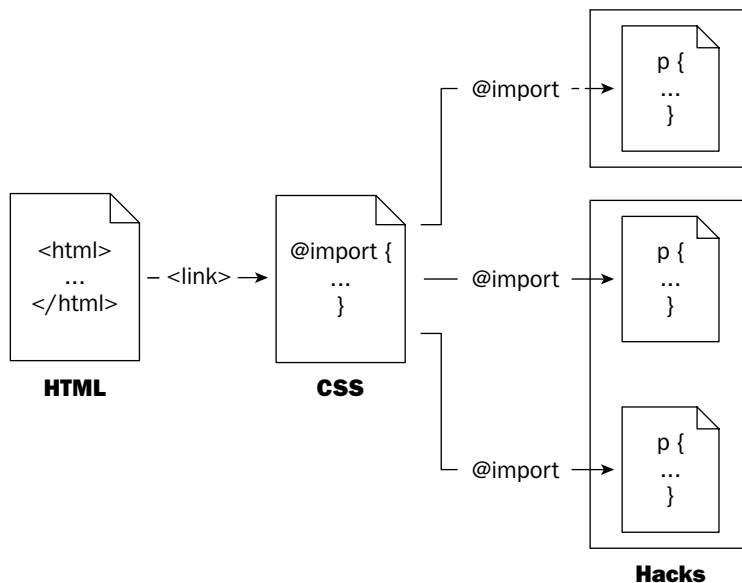 @import
p {
...
}
<html>
...
</html>
<link>
@import {
...
}
@import
p {
...
}
HTML
CSS
@import
p {
...
}
Hacks